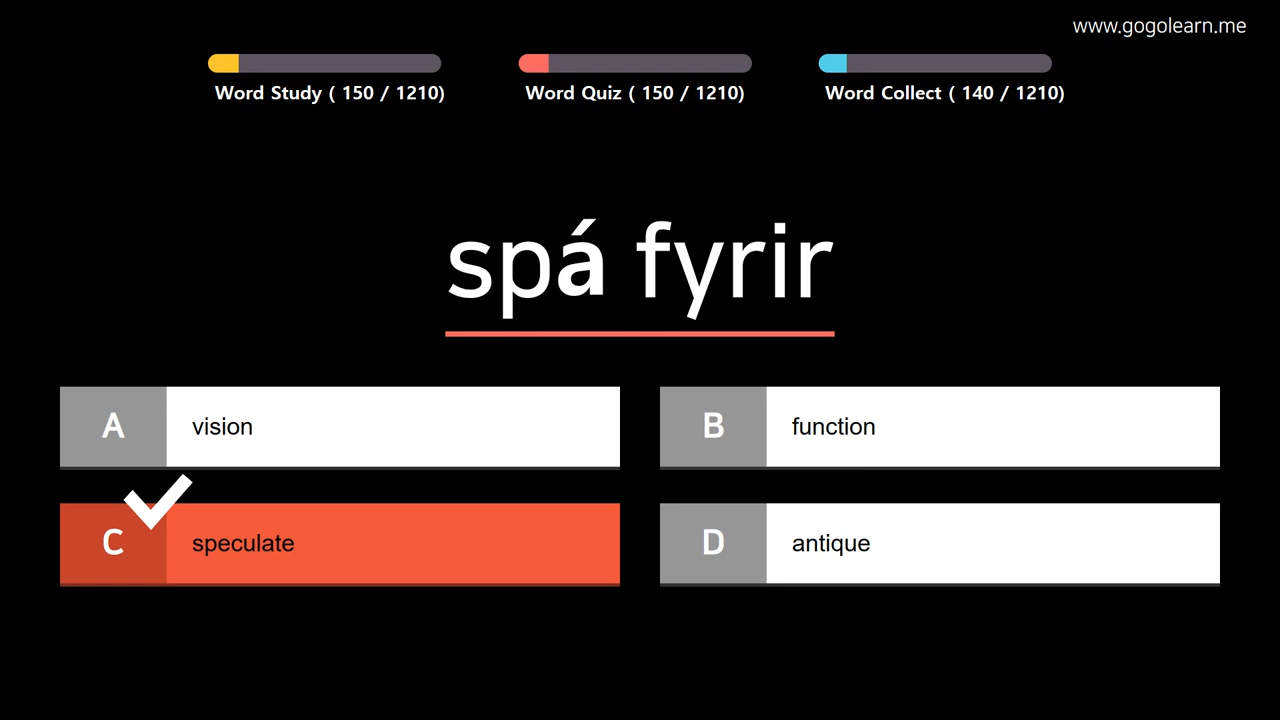 www.gogolearn.me
Word Study ( 150 / 1210)
Word Quiz ( 150 / 1210)
Word Collect ( 140 / 1210)
spá fyrir
A vision
B function
C speculate
D antique